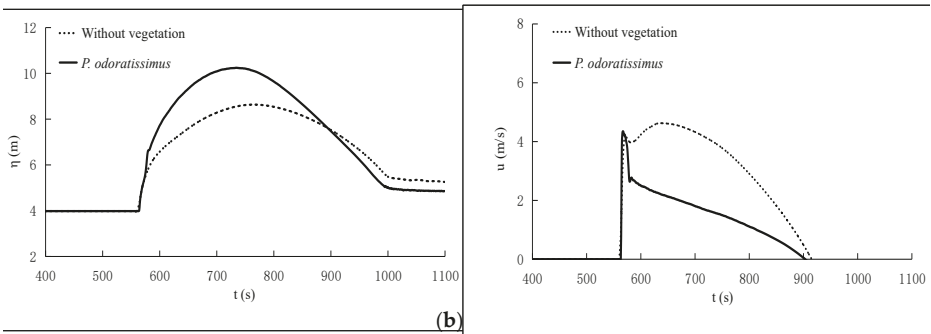 12
10
8
6
4
2
η (m)
Without vegetation
P. odoratissimus
400 500 600 700 800 900 1000 1100
t (s)
(b)
8
6
4
2
0
u (m/s)
Without vegetation
P. odoratissimus
400 500 600 700 800 900 1000 1100
t (s)